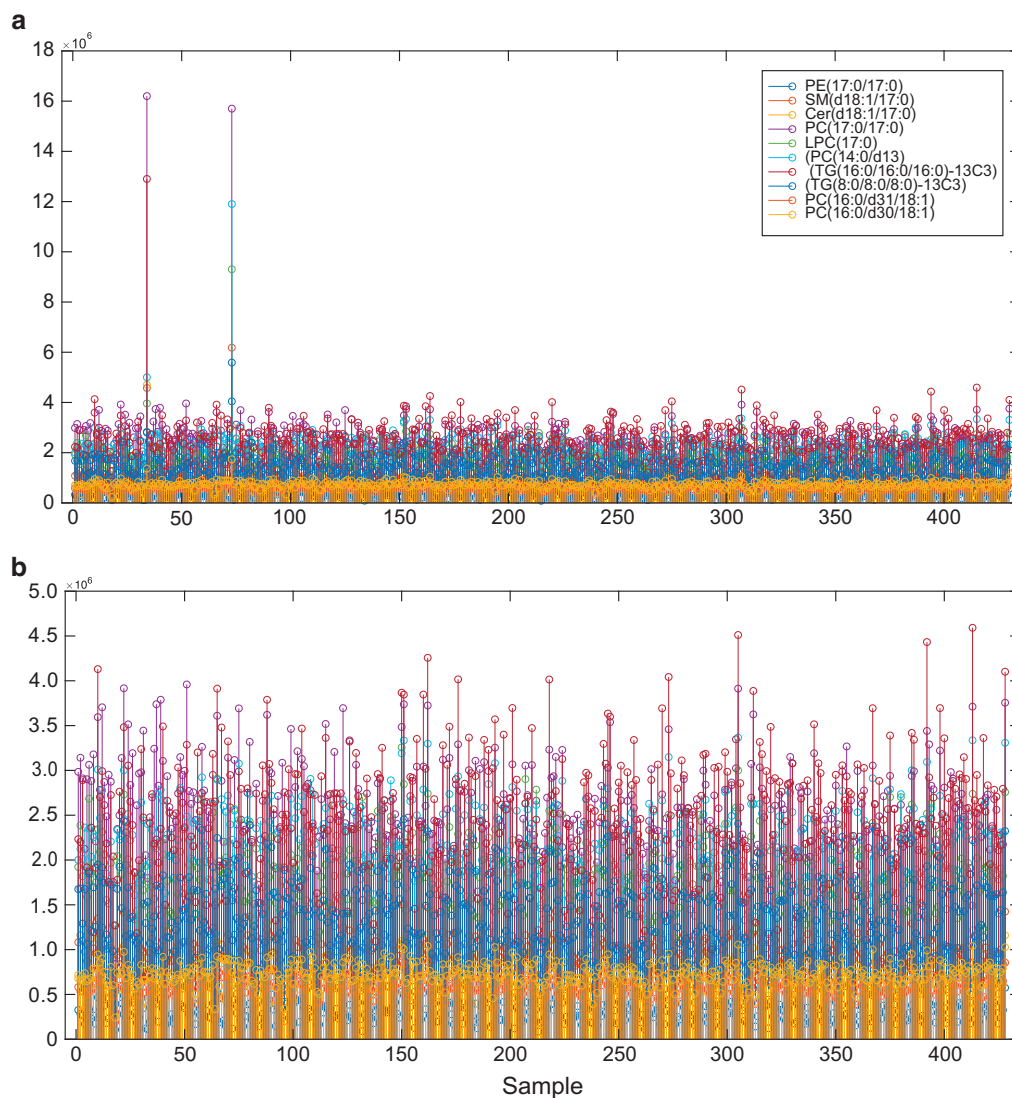 a
×10⁶
18
16
14
12
10
8
6
4
2
0
PE(17:0/17:0)
SM(d18:1/17:0)
Cer(d18:1/17:0)
PC(17:0/17:0)
LPC(17:0)
(PC(14:0/d13)
(TG(16:0/16:0/16:0)-13C3)
(TG(8:0/8:0/8:0)-13C3)
PC(16:0/d31/18:1)
PC(16:0/d30/18:1)
0 50 100 150 200 250 300 350 400
b
×10⁶
5.0
4.5
4.0
3.5
3.0
2.5
2.0
1.5
1.0
0.5
0
0 50 100 150 200 250 300 350 400
Sample